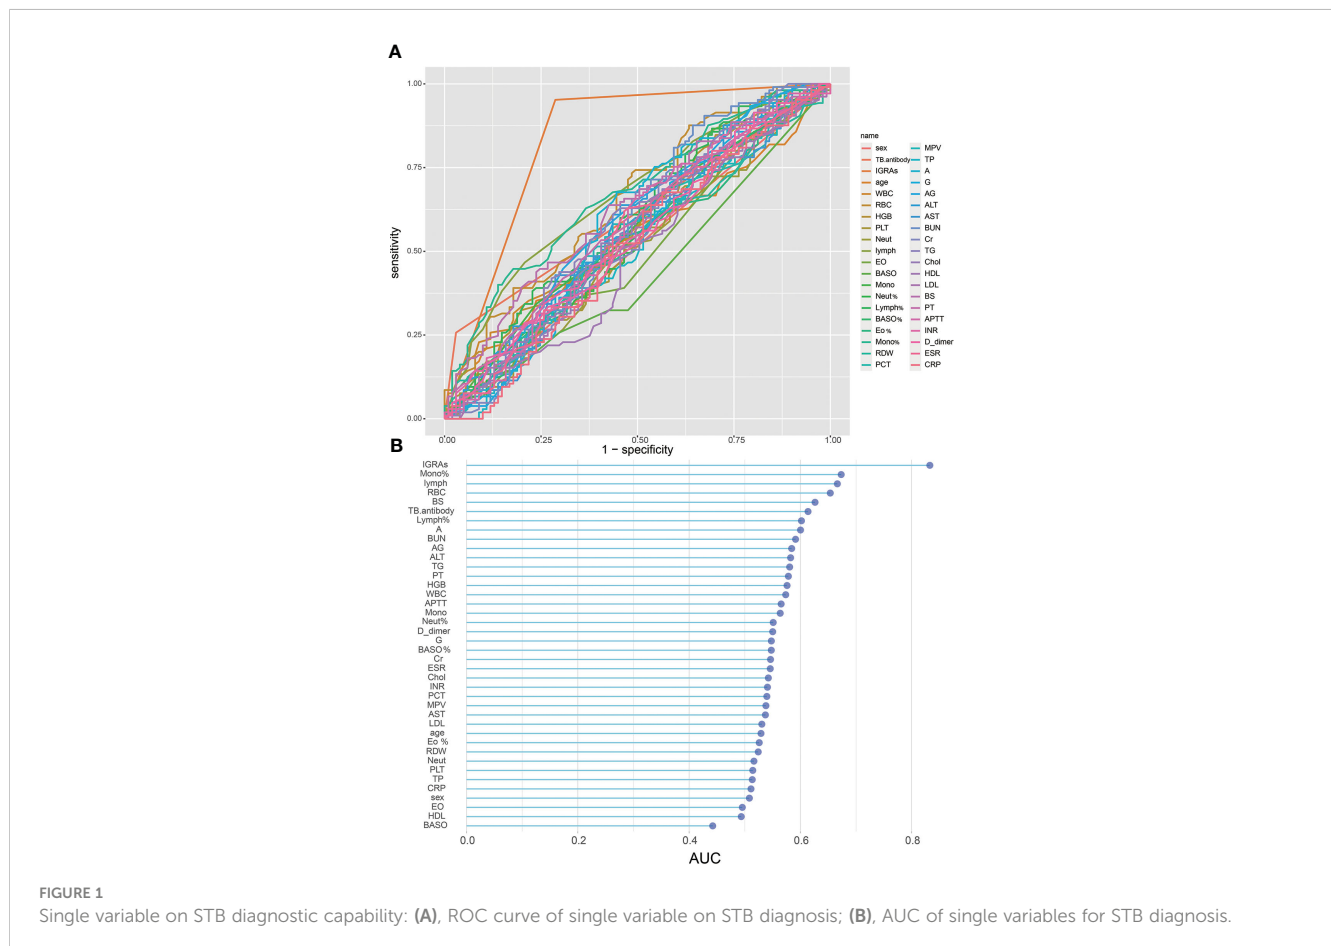 A
1.00
0.75
0.50
0.25
0.00
sensitivity
0.00 0.25 0.50 0.75 1.00
1 − specificity
name
sex
TB.antibody
IGRAs
age
WBC
RBC
HGB
PLT
Neut
lymph
EO
BASO
Mono
Neut%
Lymph%
BASO%
Eo %
Mono%
RDW
PCT
MPV
TP
A
G
AG
ALT
AST
BUN
Cr
TG
Chol
HDL
LDL
BS
PT
APTT
INR
D_dimer
ESR
CRP
B
IGRAs
Mono%
lymph
RBC
BS
TB.antibody
Lymph%
A
BUN
AG
ALT
TG
PT
HGB
WBC
APTT
Mono
Neut%
D_dimer
G
BASO%
Cr
ESR
Chol
INR
PCT
MPV
AST
LDL
age
Eo %
RDW
Neut
PLT
TP
CRP
sex
EO
HDL
BASO
0.0 0.2 0.4 0.6 0.8
AUC
FIGURE 1
Single variable on STB diagnostic capability: (A), ROC curve of single variable on STB diagnosis; (B), AUC of single variables for STB diagnosis.